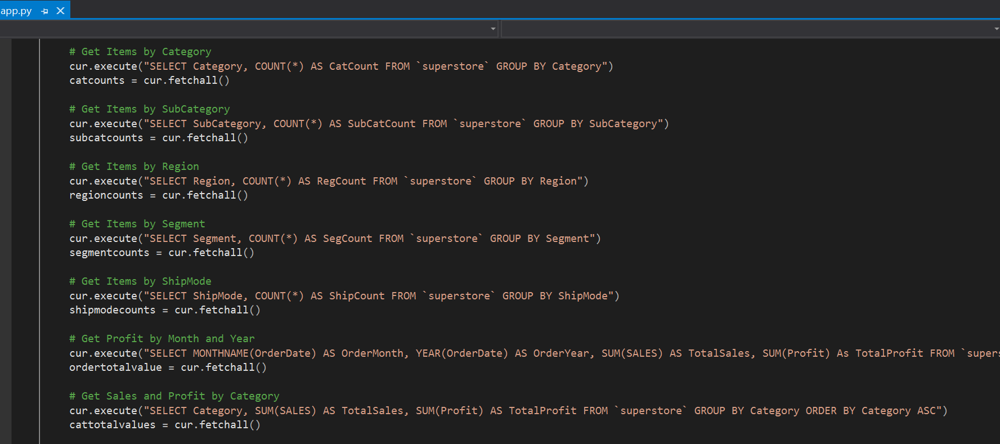 app.py
# Get Items by Category
cur.execute("SELECT Category, COUNT(*) AS CatCount FROM `superstore` GROUP BY Category")
catcounts = cur.fetchall()
# Get Items by SubCategory
cur.execute("SELECT SubCategory, COUNT(*) AS SubCatCount FROM `superstore` GROUP BY SubCategory")
subcatcounts = cur.fetchall()
# Get Items by Region
cur.execute("SELECT Region, COUNT(*) AS RegCount FROM `superstore` GROUP BY Region")
regioncounts = cur.fetchall()
# Get Items by Segment
cur.execute("SELECT Segment, COUNT(*) AS SegCount FROM `superstore` GROUP BY Segment")
segmentcounts = cur.fetchall()
# Get Items by ShipMode
cur.execute("SELECT ShipMode, COUNT(*) AS ShipCount FROM `superstore` GROUP BY ShipMode")
shipmodecounts = cur.fetchall()
# Get Profit by Month and Year
cur.execute("SELECT MONTHNAME(OrderDate) AS OrderMonth, YEAR(OrderDate) AS OrderYear, SUM(SALES) AS TotalSales, SUM(Profit) As TotalProfit FROM `supers
ordertotalvalue = cur.fetchall()
# Get Sales and Profit by Category
cur.execute("SELECT Category, SUM(SALES) AS TotalSales, SUM(Profit) AS TotalProfit FROM `superstore` GROUP BY Category ORDER BY Category ASC")
cattotalvalues = cur.fetchall()